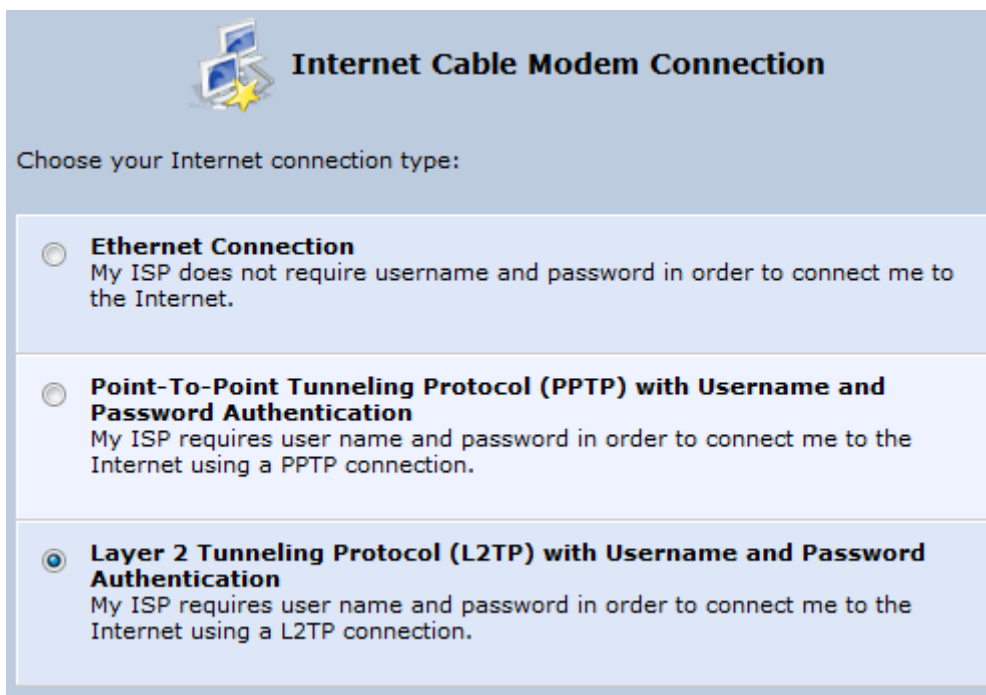 Internet Cable Modem Connection
Choose your Internet connection type:
Ethernet Connection
My ISP does not require username and password in order to connect me to
the Internet.
Point-To-Point Tunneling Protocol (PPTP) with Username and
Password Authentication
My ISP requires user name and password in order to connect me to the
Internet using a PPTP connection.
Layer 2 Tunneling Protocol (L2TP) with Username and Password
Authentication
My ISP requires user name and password in order to connect me to the
Internet using a L2TP connection.